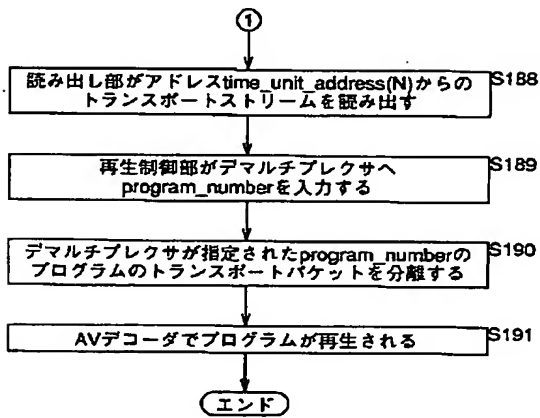 ①
読み出し部がアドレスtime_unit_address(N)からの
S188
トランスポートストリームを読み出す
再生制御部がデマルチプレクサへ
S189
program_numberを入力する
デマルチプレクサが指定されたprogram_numberの
S190
プログラムのトランスポートパケットを分離する
AVデコーダでプログラムが再生される
S191
エンド